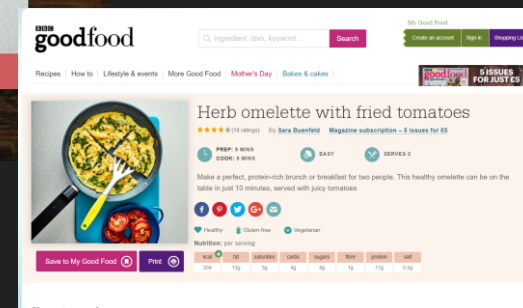 BBC
goodfood
ingredient, dish, keyword...
Search
My Good Food
Create an account
Sign in
Shopping Lis
Recipes
How to
Lifestyle & events
More Good Food
Mother's Day
Bakes & cakes
goodfood
5 ISSUES
FOR JUST £5
Herb omelette with fried tomatoes
(14 ratings) By Sara Buenfeld Magazine subscription – 5 issues for £5
PREP: 5 MINS
COOK: 5 MINS
EASY
SERVES 2
Make a perfect, protein-rich brunch or breakfast for two people. This healthy omelette can be on the
table in just 10 minutes, served with juicy tomatoes
Healthy
Gluten-free
Vegetarian
Nutrition: per serving
kcal fat saturates carbs sugars fibre protein salt
204 13g 3g 4g 4g 1g 17g 0.5g
Save to My Good Food
Print